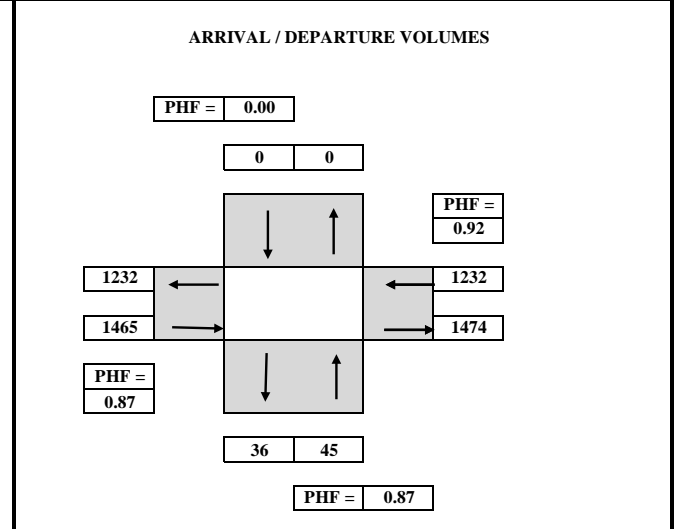 ARRIVAL / DEPARTURE VOLUMES
PHF = 0.00
0 0
PHF =
0.92
1232 1232
1465 1474
PHF =
0.87
36 45
PHF = 0.87